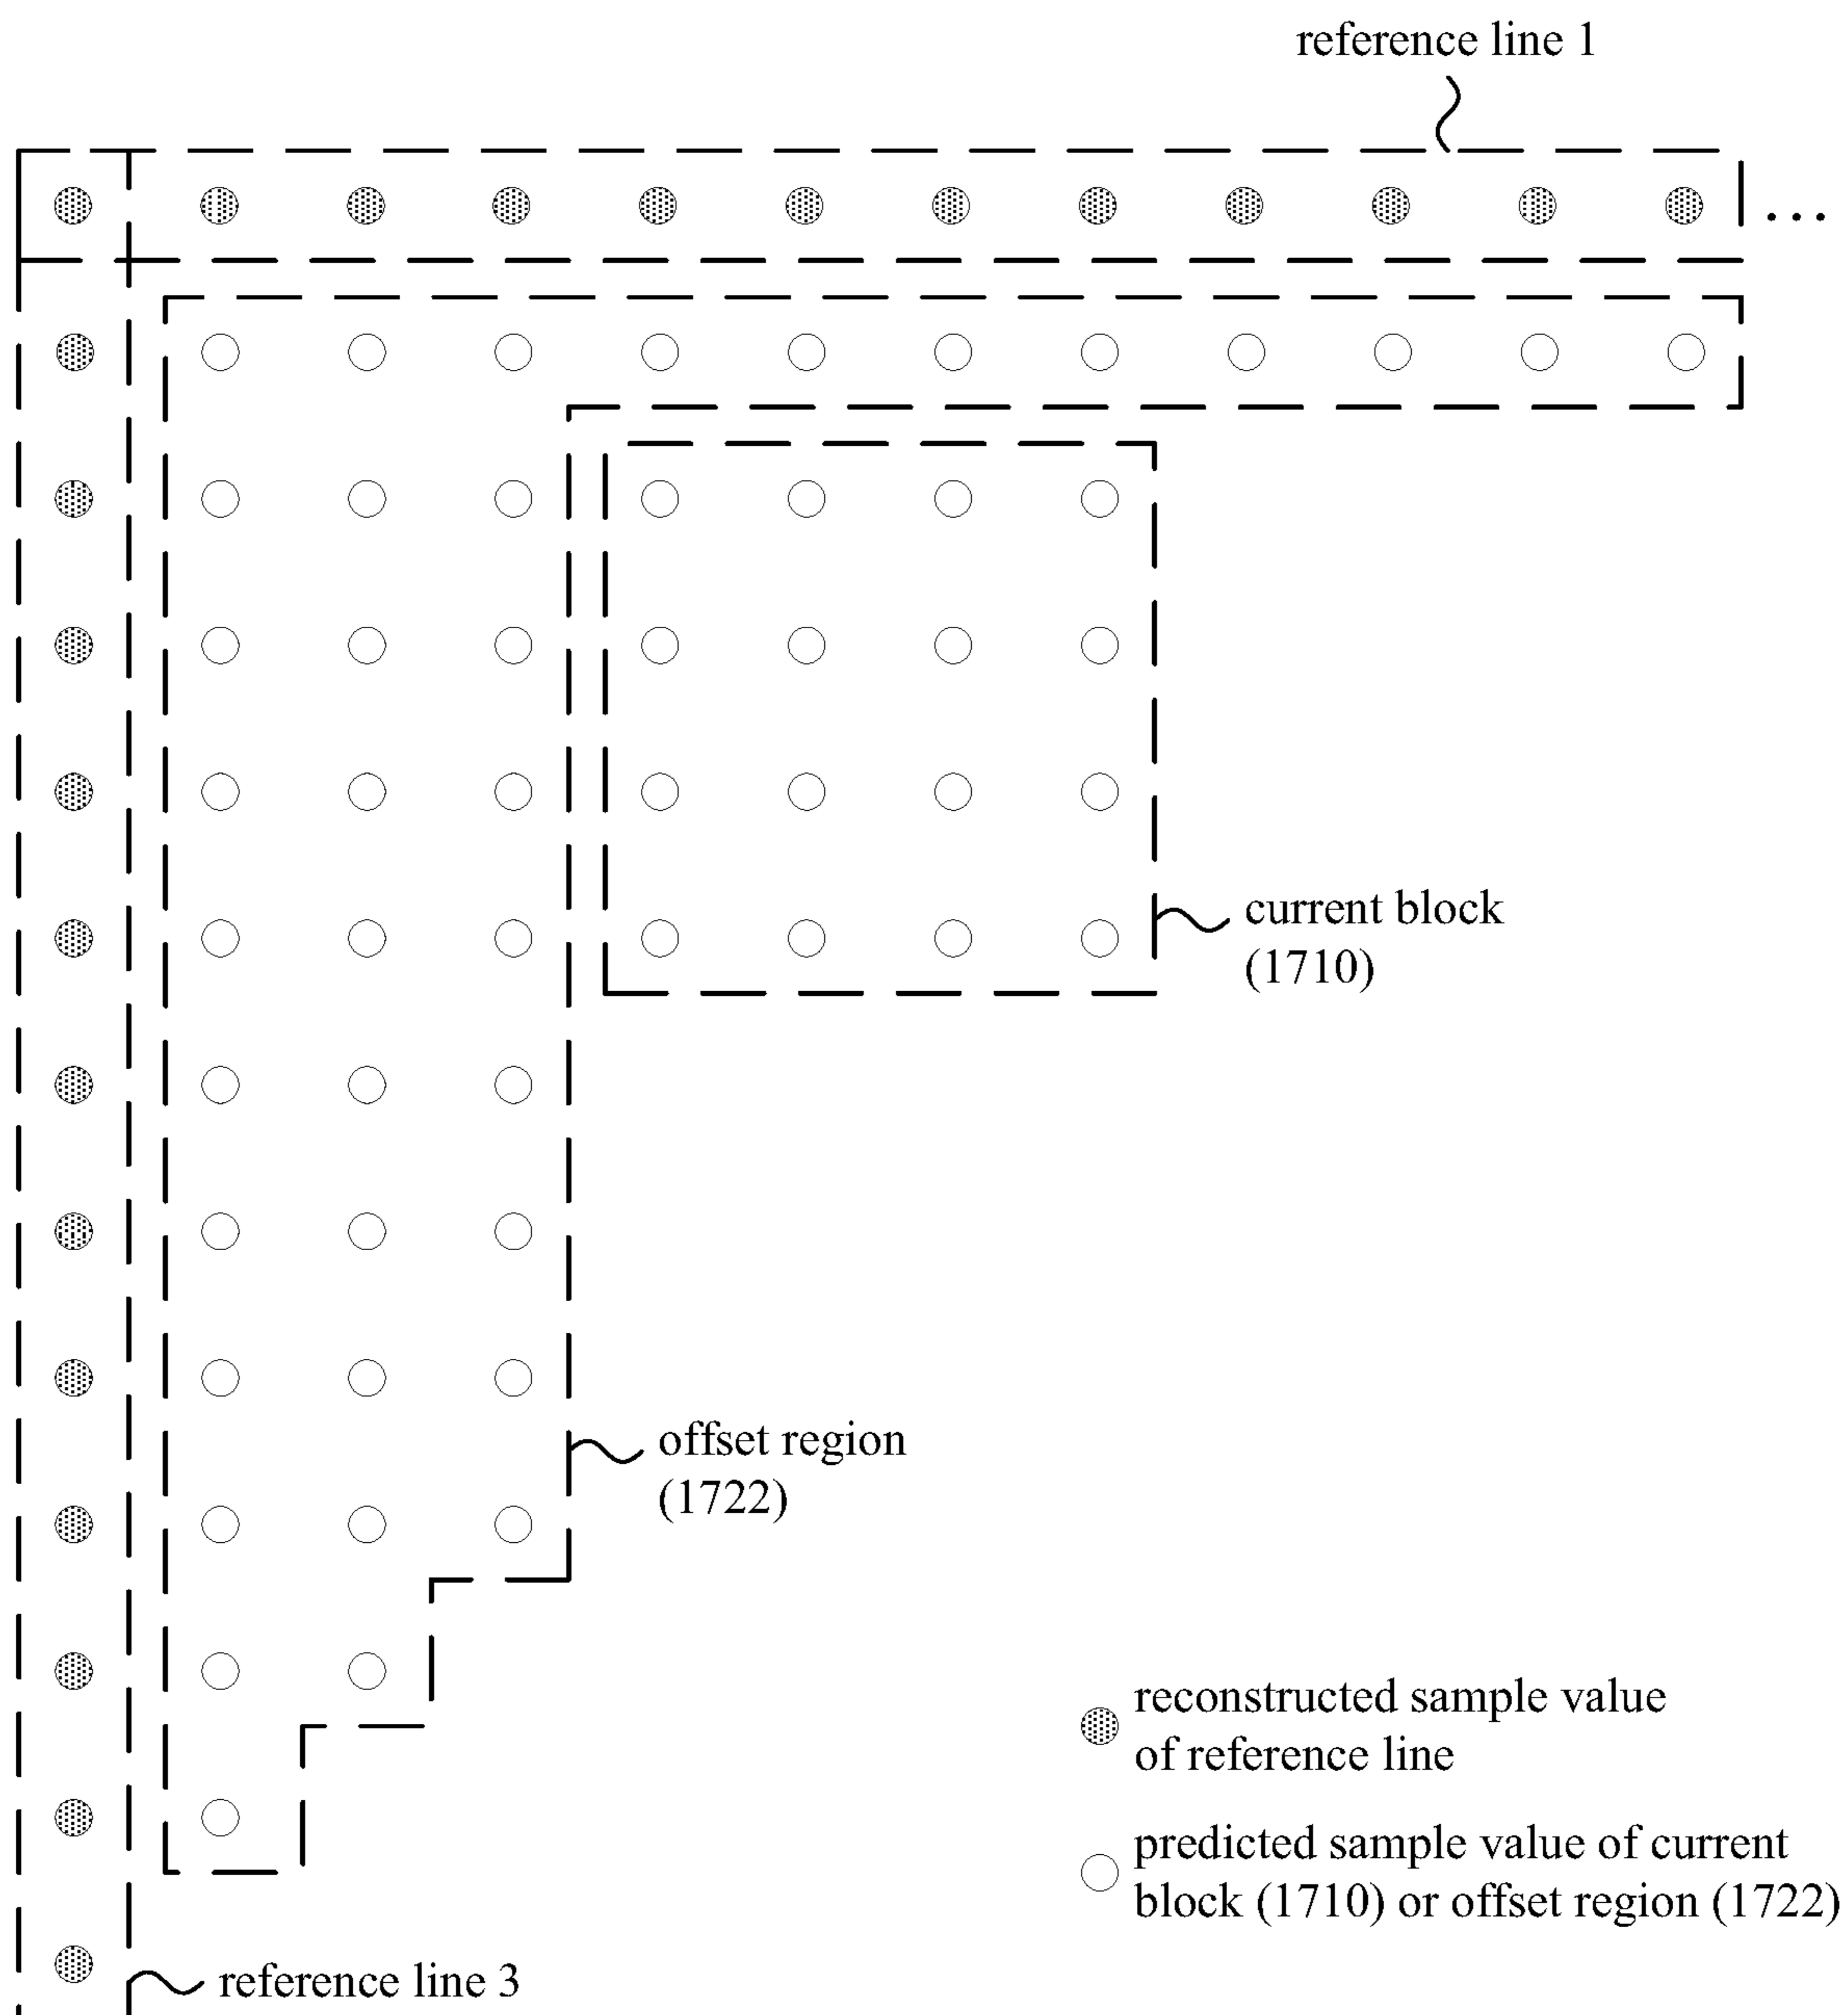 reference line 1
...
current block
(1710)
offset region
(1722)
reconstructed sample value
of reference line
predicted sample value of current
block (1710) or offset region (1722)
reference line 3